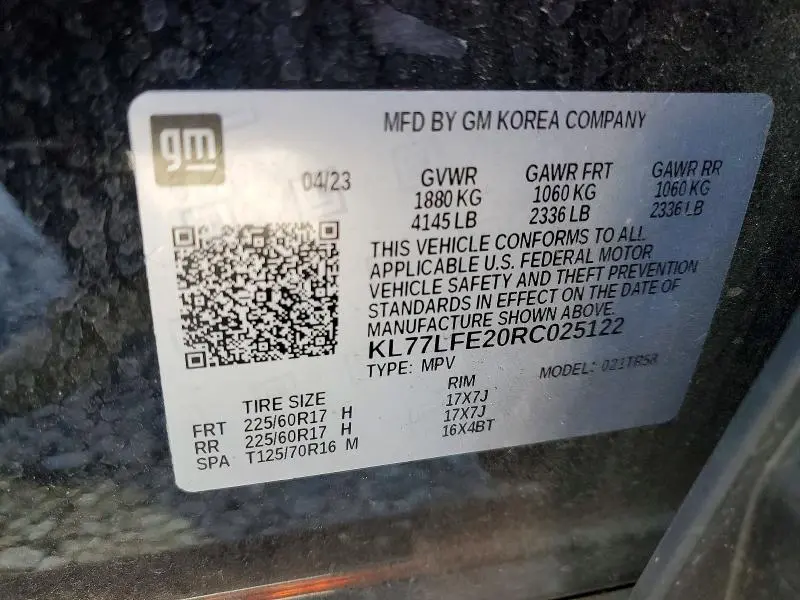 gm
MFD BY GM KOREA COMPANY
04/23
GVWR GAWR FRT GAWR RR
1880 KG 1060 KG 1060 KG
4145 LB 2336 LB 2336 LB
THIS VEHICLE CONFORMS TO ALL
APPLICABLE U.S. FEDERAL MOTOR
VEHICLE SAFETY AND THEFT PREVENTION
STANDARDS IN EFFECT ON THE DATE OF
MANUFACTURE SHOWN ABOVE.
KL77LFE20RC025122
TYPE: MPV MODEL: 021TR58
TIRE SIZE RIM
FRT 225/60R17 H 17X7J
RR 225/60R17 H 17X7J
SPA T125/70R16 M 16X4BT